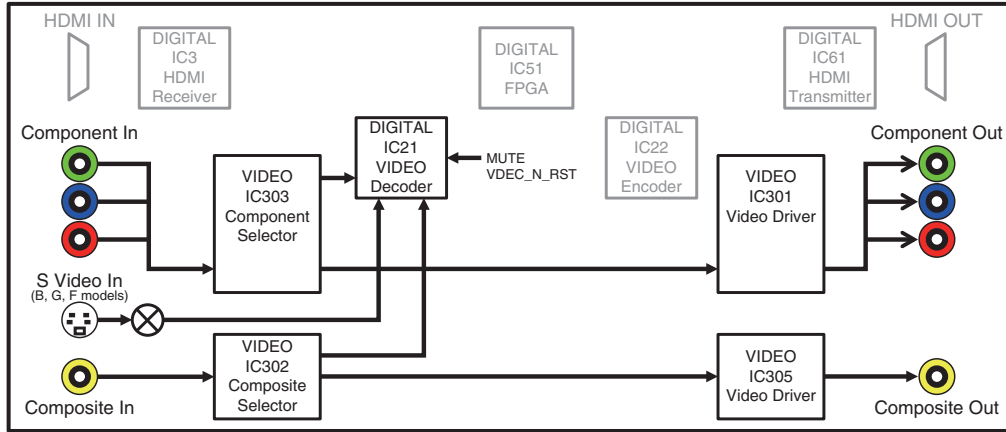 HDMI IN
HDMI OUT
DIGITAL
IC3
HDMI
Receiver
DIGITAL
IC51
FPGA
DIGITAL
IC61
HDMI
Transmitter
Component In
DIGITAL
IC21
VIDEO
Decoder
MUTE
VDEC_N_RST
DIGITAL
IC22
VIDEO
Encoder
Component Out
VIDEO
IC303
Component
Selector
VIDEO
IC301
Video Driver
S Video In
(B, G, F models)
VIDEO
IC302
Composite
Selector
VIDEO
IC305
Video Driver
Composite In
Composite Out